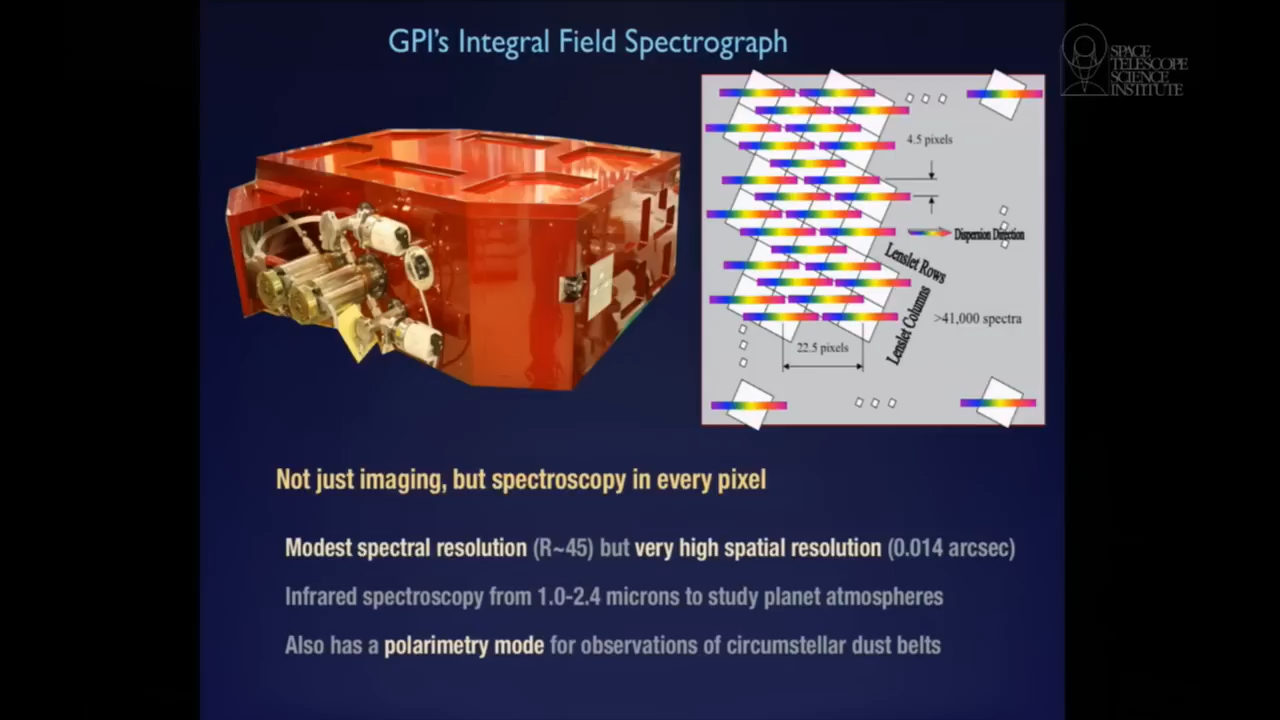 GPI's Integral Field Spectrograph
SPACE
TELESCOPE
SCIENCE
INSTITUTE
4.5 pixels
Dispersion Direction
Lenslet Rows
Lenslet Columns
>41,000 spectra
22.5 pixels
Not just imaging, but spectroscopy in every pixel
Modest spectral resolution (R~45) but very high spatial resolution (0.014 arcsec)
Infrared spectroscopy from 1.0-2.4 microns to study planet atmospheres
Also has a polarimetry mode for observations of circumstellar dust belts